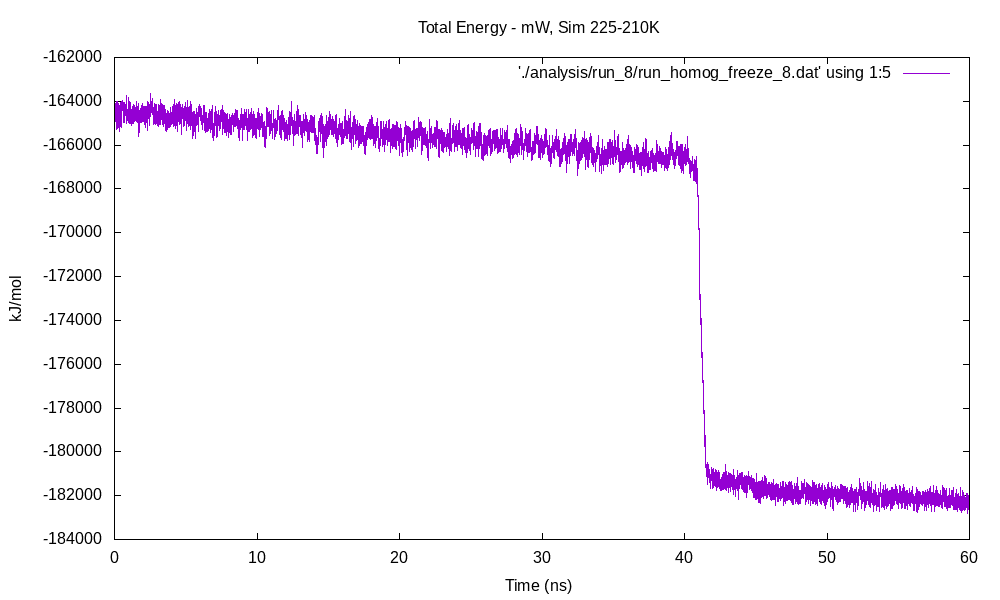 Total Energy - mW, Sim 225-210K
'./analysis/run_8/run_homog_freeze_8.dat' using 1:5
-162000
-164000
-166000
-168000
-170000
-172000
-174000
-176000
-178000
-180000
-182000
-184000
kJ/mol
0 10 20 30 40 50 60
Time (ns)